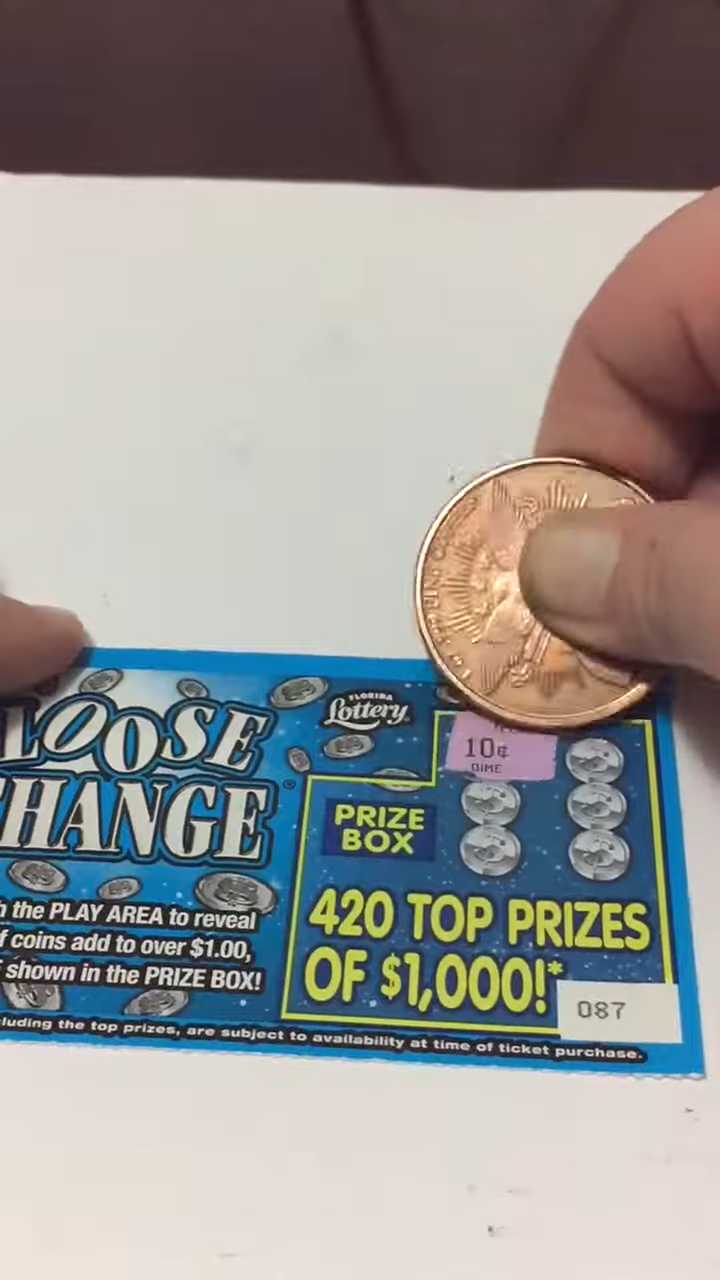 FLORIDA
Lottery
LOOSE
CHANGE
®
10¢
DIME
PRIZE
BOX
420 TOP PRIZES
OF $1,000!*
the PLAY AREA to reveal
coins add to over $1.00,
shown in the PRIZE BOX!
087
the top prizes, are subject to availability at time of ticket purchase.